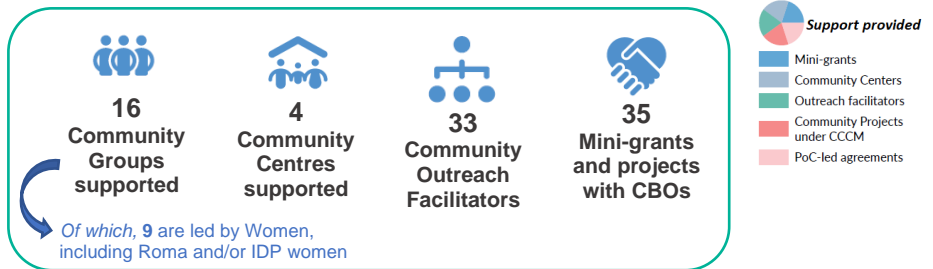 16
Community
Groups
supported
4
Community
Centres
supported
33
Community
Outreach
Facilitators
35
Mini-grants
and projects
with CBOs
Of which, 9 are led by Women,
including Roma and/or IDP women
Support provided
Mini-grants
Community Centers
Outreach facilitators
Community Projects
under CCCM
PoC-led agreements